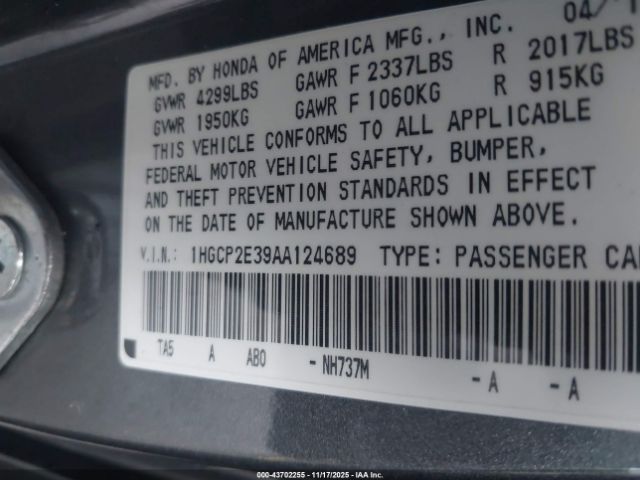 MFD. BY HONDA OF AMERICA MFG., INC. 04/
GVWR 4299LBS GAWR F 2337LBS R 2017LBS
GVWR 1950KG GAWR F 1060KG R 915KG
THIS VEHICLE CONFORMS TO ALL APPLICABLE
FEDERAL MOTOR VEHICLE SAFETY, BUMPER,
AND THEFT PREVENTION STANDARDS IN EFFECT
ON THE DATE OF MANUFACTURE SHOWN ABOVE.
V.I.N.: 1HGCP2E39AA124689 TYPE: PASSENGER CA
TA5 A AB0 - NH737M -A -A
000-43702255 - 11/17/2025 - IAA Inc.